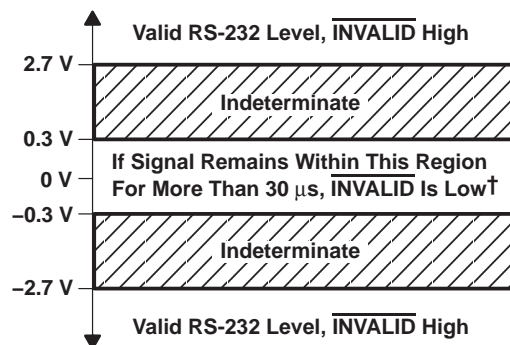 Valid RS-232 Level, INVALID High
2.7 V
Indeterminate
0.3 V
If Signal Remains Within This Region
0 V
For More Than 30 μs, INVALID Is Low†
–0.3 V
Indeterminate
–2.7 V
Valid RS-232 Level, INVALID High